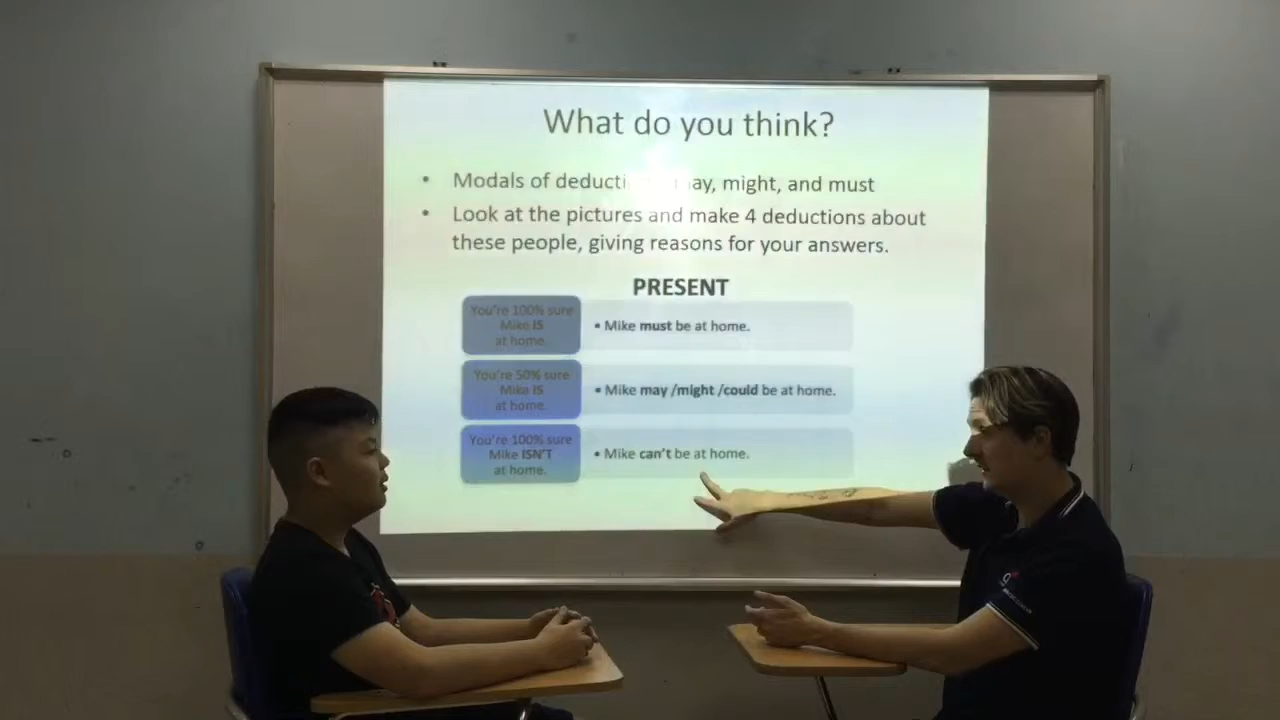 What do you think?
• Modals of deducti ay, might, and must
• Look at the pictures and make 4 deductions about
these people, giving reasons for your answers.
PRESENT
You're 100% sure
Mike IS
at home.
▪ Mike must be at home.
You're 50% sure
Mike IS
at home.
▪ Mike may /might /could be at home.
You're 100% sure
Mike ISN'T
at home.
▪ Mike can't be at home.